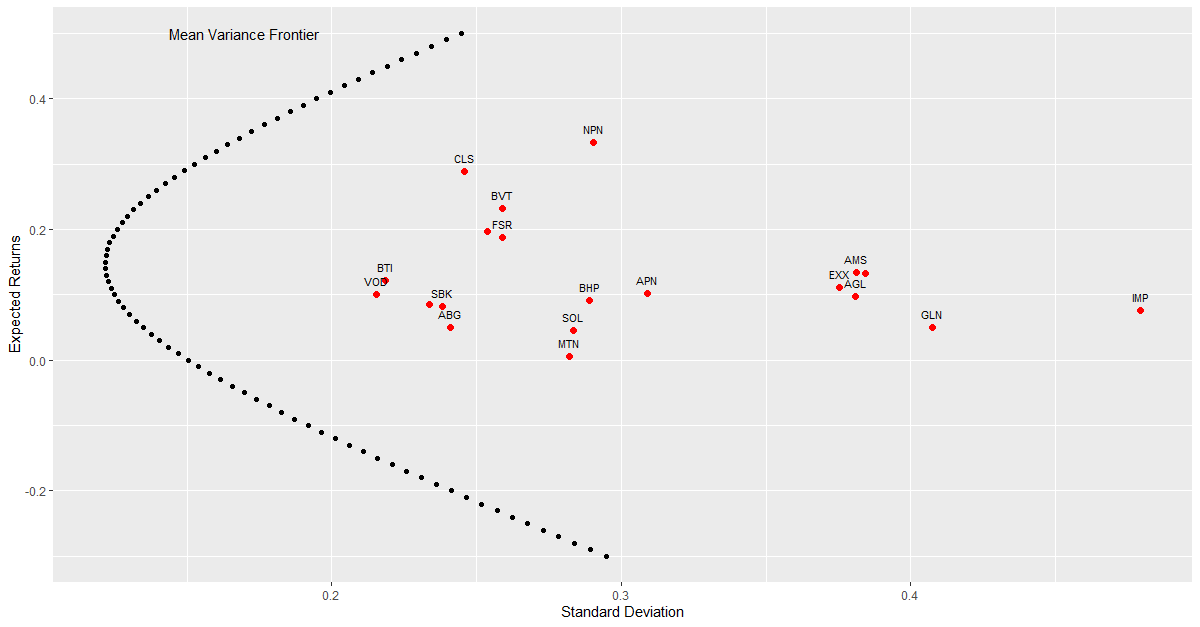 Mean Variance Frontier
0.4
0.2
0.0
-0.2
Expected Returns
NPN
CLS
BVT
FSR
BTI
VOD
SBK
ABG
BHP
APN
SOL
MTN
AMS
EXX
AGL
GLN
IMP
0.2
0.3
0.4
Standard Deviation